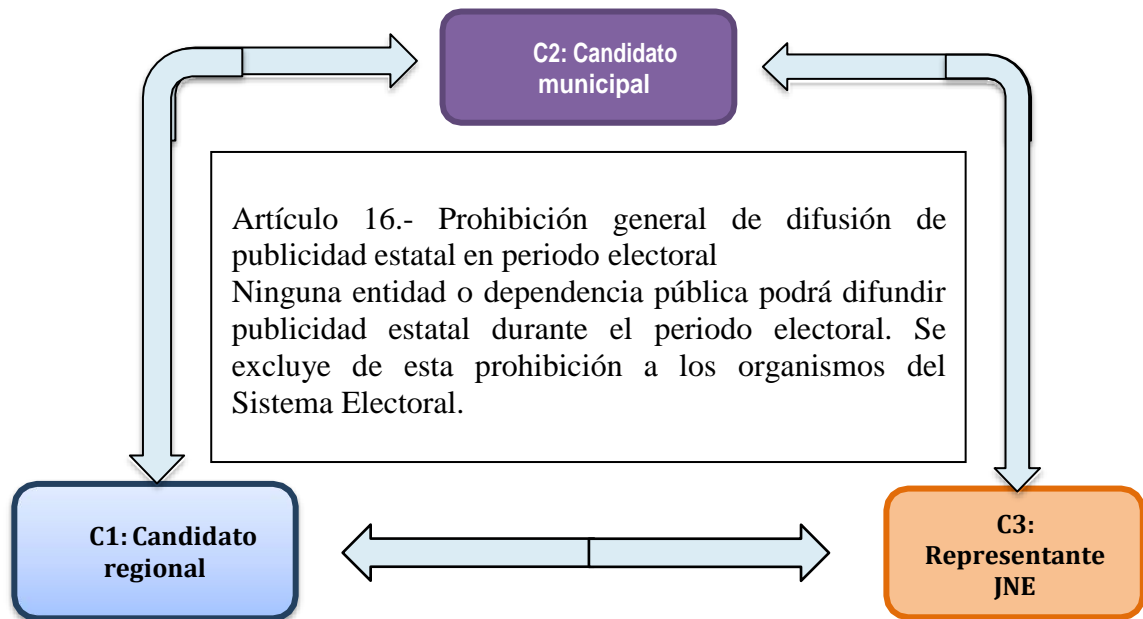 C2: Candidato
municipal
Artículo 16.- Prohibición general de difusión de
publicidad estatal en periodo electoral
Ninguna entidad o dependencia pública podrá difundir
publicidad estatal durante el periodo electoral. Se
excluye de esta prohibición a los organismos del
Sistema Electoral.
C1: Candidato
regional
C3:
Representante
JNE